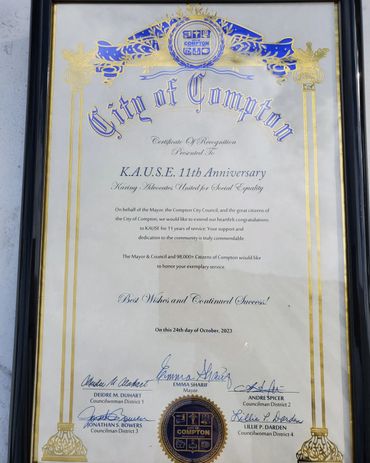 COMPTON
City of Compton
Certificate Of Recognition
Presented To
K.A.U.S.E. 11th Anniversary
Karing Advocates United for Social Equality
On behalf of the Mayor, the Compton City Council, and the great citizens of
the City of Compton, we would like to extend our heartfelt congratulations
to KAUSE for 11 years of service. Your support and
dedication to the community is truly commendable.
The Mayor & Council and 98,000+ Citizens of Compton would like
to honor your exemplary service.
Best Wishes and Continued Success!
On this 24th day of October, 2023
Emma Sharif
EMMA SHARIF
Mayor
DEIDRE M. DUHART
Councilwoman District 1
ANDRE SPICER
Councilman District 2
JONATHAN S. BOWERS
Councilman District 3
Lillie P. Darden
LILLIE P. DARDEN
Councilwoman District 4
COMPTON